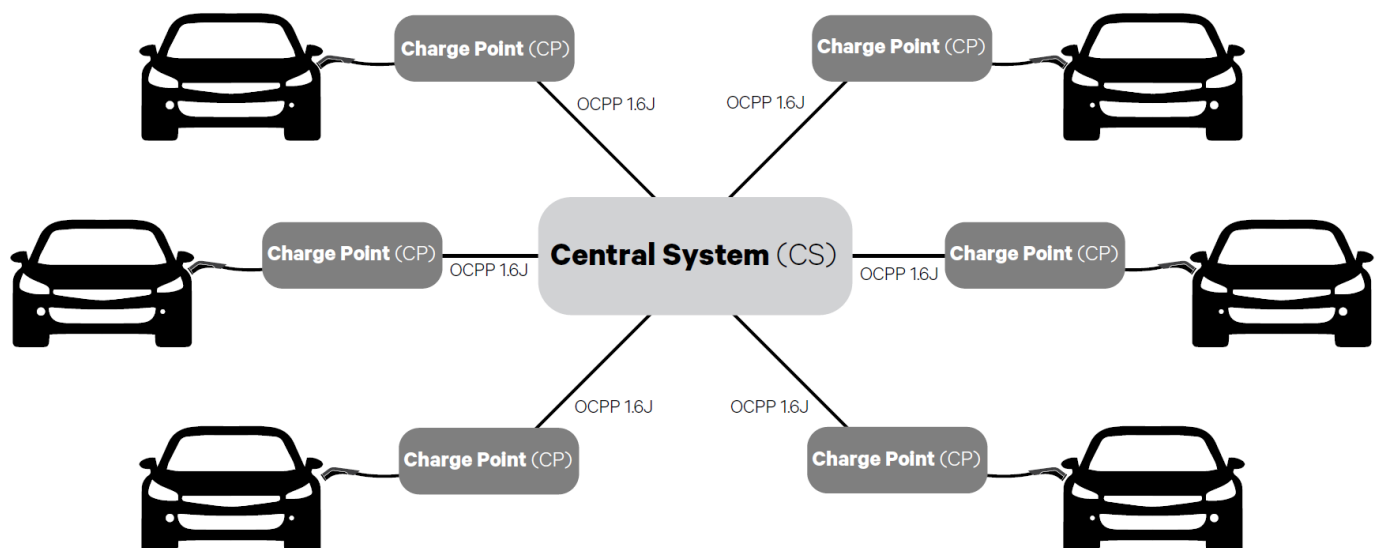 Charge Point (CP)
Charge Point (CP)
OCPP 1.6J
OCPP 1.6J
Charge Point (CP)
OCPP 1.6J
Central System (CS)
OCPP 1.6J
Charge Point (CP)
OCPP 1.6J
OCPP 1.6J
Charge Point (CP)
Charge Point (CP)